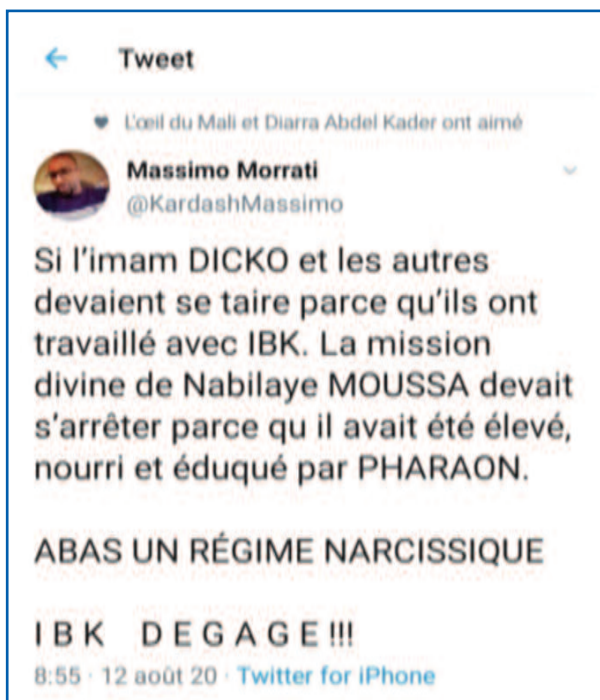 Tweet
L'œil du Mali et Diarra Abdel Kader ont aimé
Massimo Morrati
@KardashMassimo
Si l'imam DICKO et les autres
devaient se taire parce qu'ils ont
travaillé avec IBK. La mission
divine de Nabilaye MOUSSA devait
s'arrêter parce qu il avait été élevé,
nourri et éduqué par PHARAON.
ABAS UN RÉGIME NARCISSIQUE
I B K D E G A G E !!!
8:55 · 12 août 20 · Twitter for iPhone